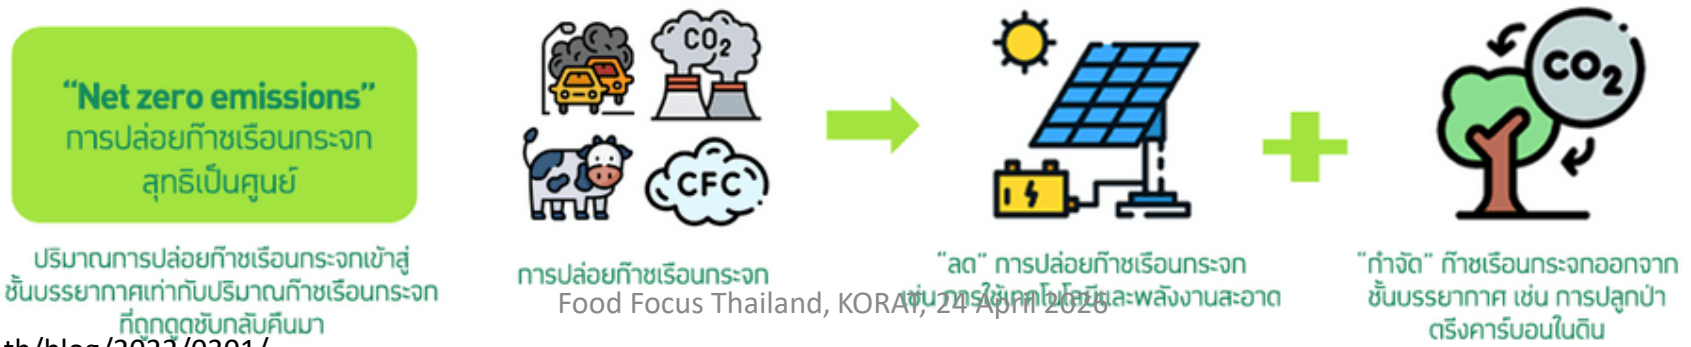 “Net zero emissions”
การปล่อยก๊าซเรือนกระจก
สุทธิเป็นศูนย์
ปริมาณการปล่อยก๊าซเรือนกระจกเข้าสู่
ชั้นบรรยากาศเท่ากับปริมาณก๊าซเรือนกระจก
ที่ถูกดูดซับกลับคืนมา
th/blog/2022/0301/
CO2
CFC
การปล่อยก๊าซเรือนกระจก
“ลด” การปล่อยก๊าซเรือนกระจก
เช่น การใช้เทคโนโลยีและพลังงานสะอาด
Food Focus Thailand, KORAT, 24 April 2026
CO2
“กำจัด” ก๊าซเรือนกระจกออกจาก
ชั้นบรรยากาศ เช่น การปลูกป่า
ตรึงคาร์บอนในดิน